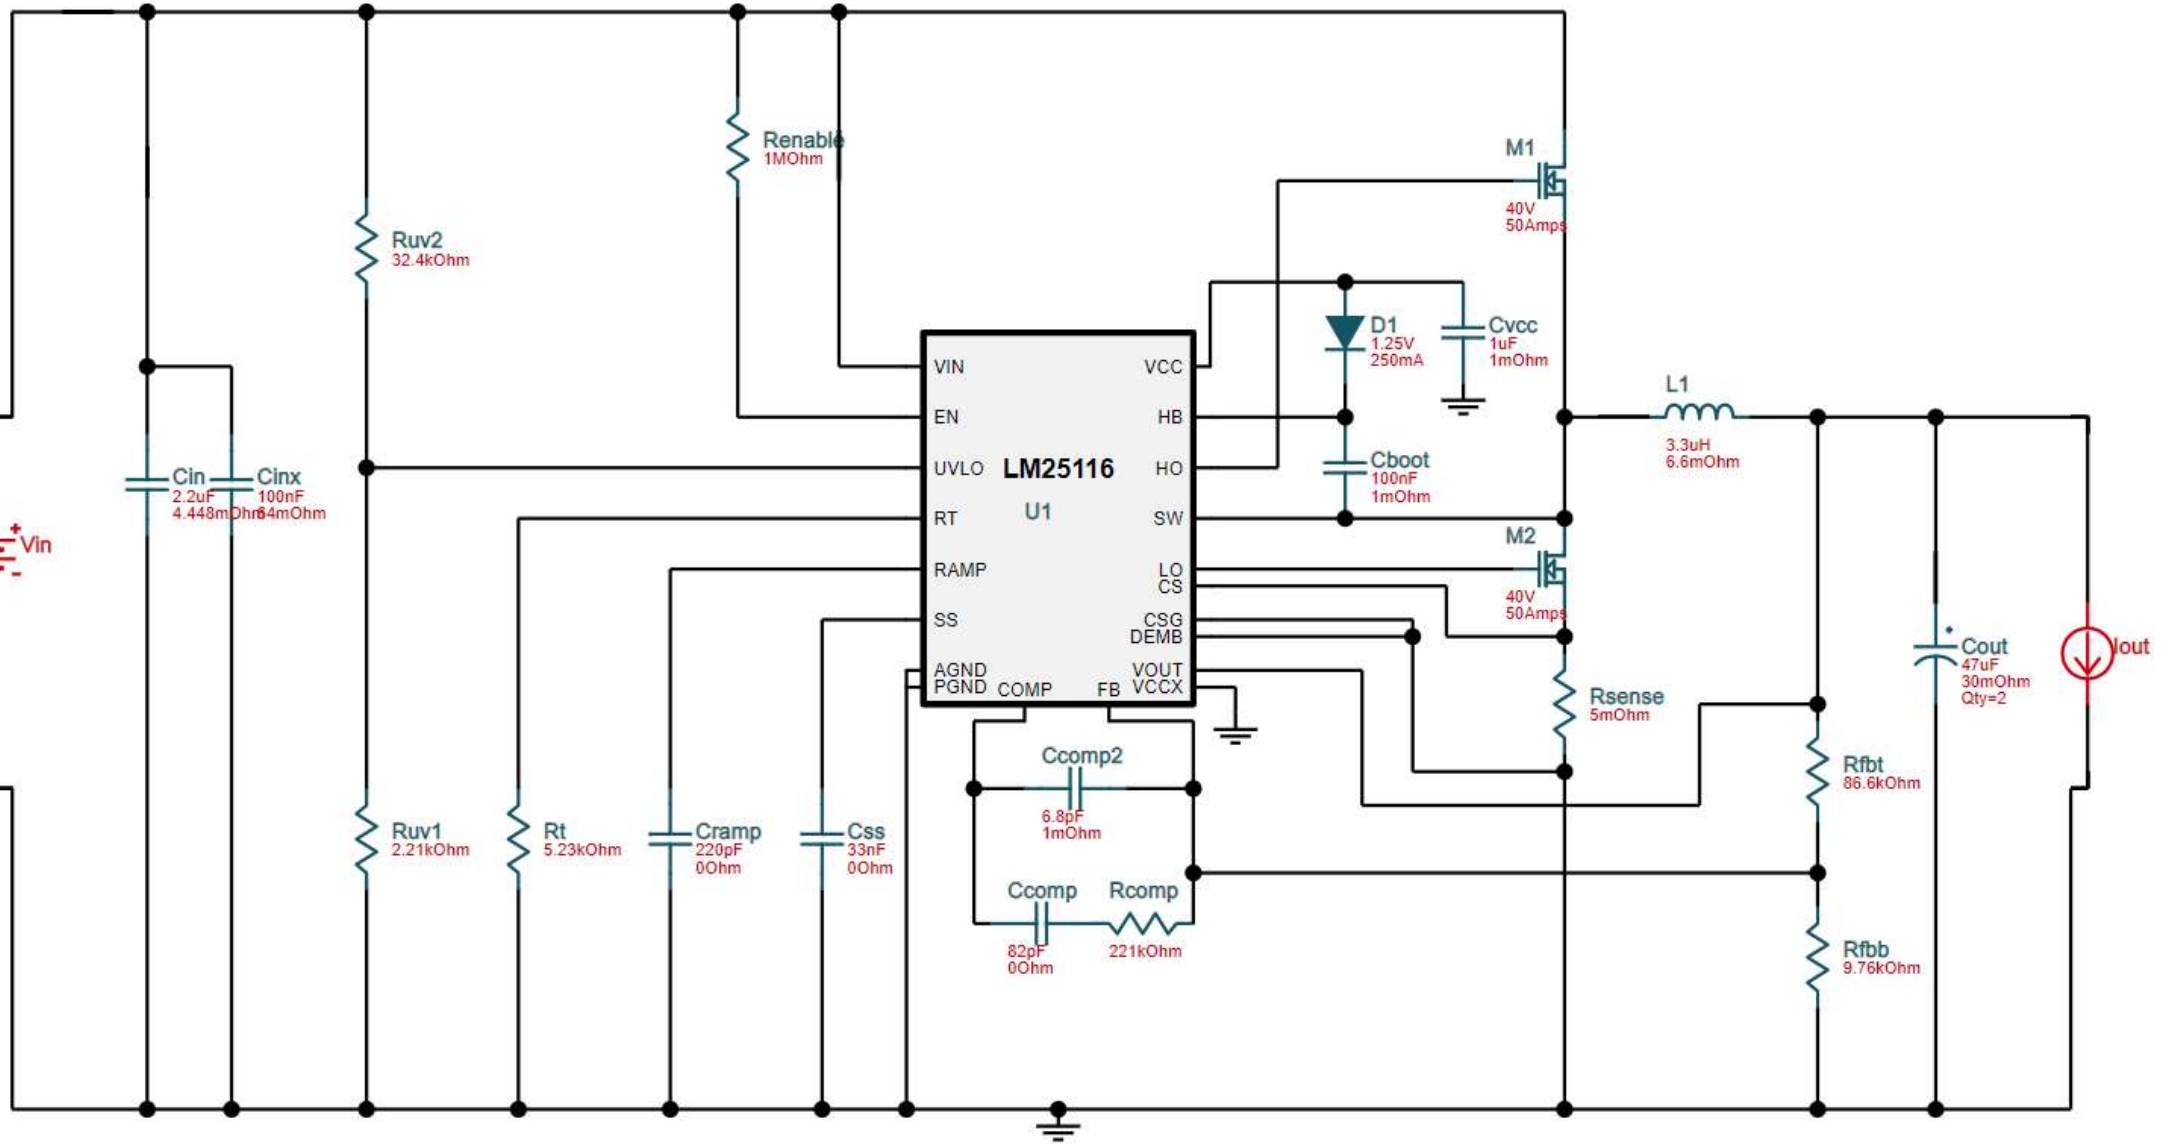 Renable
1MOhm
M1
40V
50Amps
Ruv2
32.4kOhm
D1
1.25V
250mA
Cvcc
1uF
1mOhm
VIN
EN
UVLO
RT
RAMP
SS
AGND
PGND
COMP
FB
VCC
HB
HO
SW
LO
CS
CSG
DEMB
VOUT
VCCX
LM25116
U1
L1
3.3uH
6.6mOhm
Cboot
100nF
1mOhm
Cin
2.2uF
4.448mOhm
Cinx
100nF
64mOhm
+
Vin
-
M2
40V
50Amps
Rsense
5mOhm
Cout
47uF
30mOhm
Qty=2
Iout
Ccomp2
6.8pF
1mOhm
Rfbt
86.6kOhm
Ruv1
2.21kOhm
Rt
5.23kOhm
Cramp
220pF
0Ohm
Css
33nF
0Ohm
Ccomp
82pF
0Ohm
Rcomp
221kOhm
Rfbb
9.76kOhm